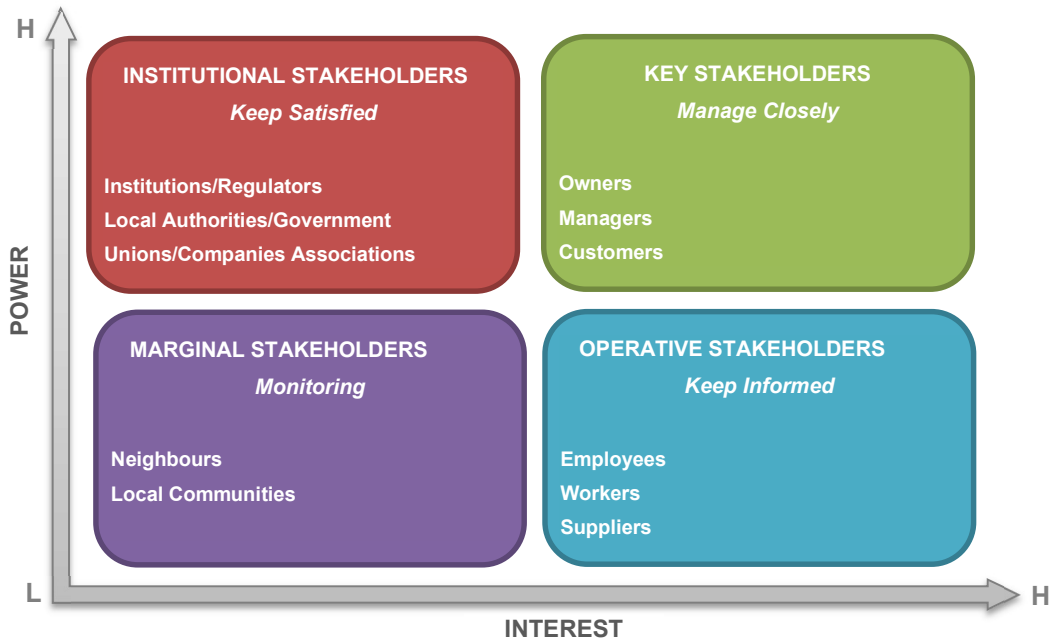 H
INSTITUTIONAL STAKEHOLDERS
Keep Satisfied
Institutions/Regulators
Local Authorities/Government
Unions/Companies Associations
KEY STAKEHOLDERS
Manage Closely
Owners
Managers
Customers
POWER
MARGINAL STAKEHOLDERS
Monitoring
Neighbours
Local Communities
OPERATIVE STAKEHOLDERS
Keep Informed
Employees
Workers
Suppliers
L
H
INTEREST